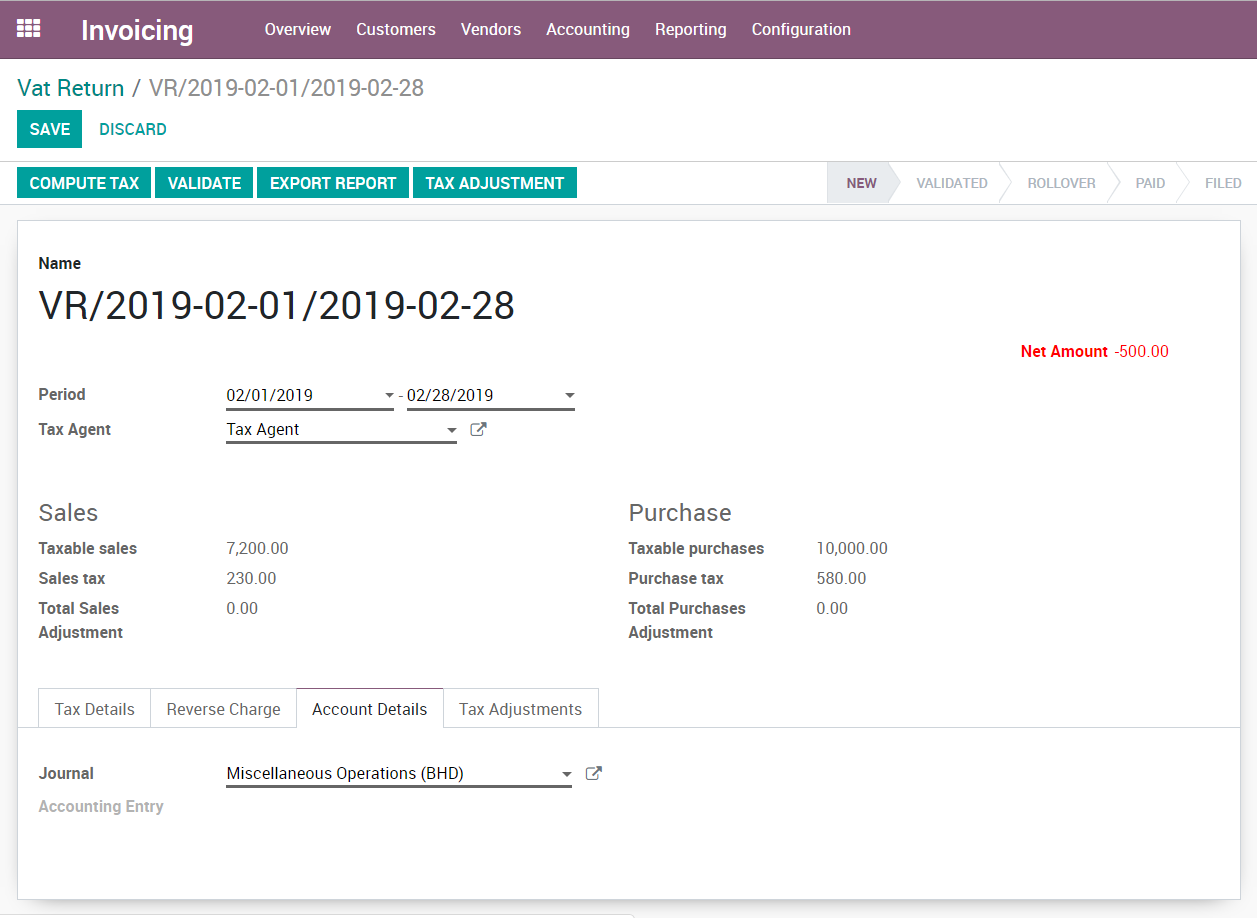 Invoicing Overview Customers Vendors Accounting Reporting Configuration
Vat Return / VR/2019-02-01/2019-02-28
SAVE DISCARD
COMPUTE TAX VALIDATE EXPORT REPORT TAX ADJUSTMENT NEW VALIDATED ROLLOVER PAID FILED
Name
VR/2019-02-01/2019-02-28
Net Amount -500.00
Period 02/01/2019 - 02/28/2019
Tax Agent Tax Agent
Sales Purchase
Taxable sales 7,200.00 Taxable purchases 10,000.00
Sales tax 230.00 Purchase tax 580.00
Total Sales 0.00 Total Purchases 0.00
Adjustment Adjustment
Tax Details Reverse Charge Account Details Tax Adjustments
Journal Miscellaneous Operations (BHD)
Accounting Entry